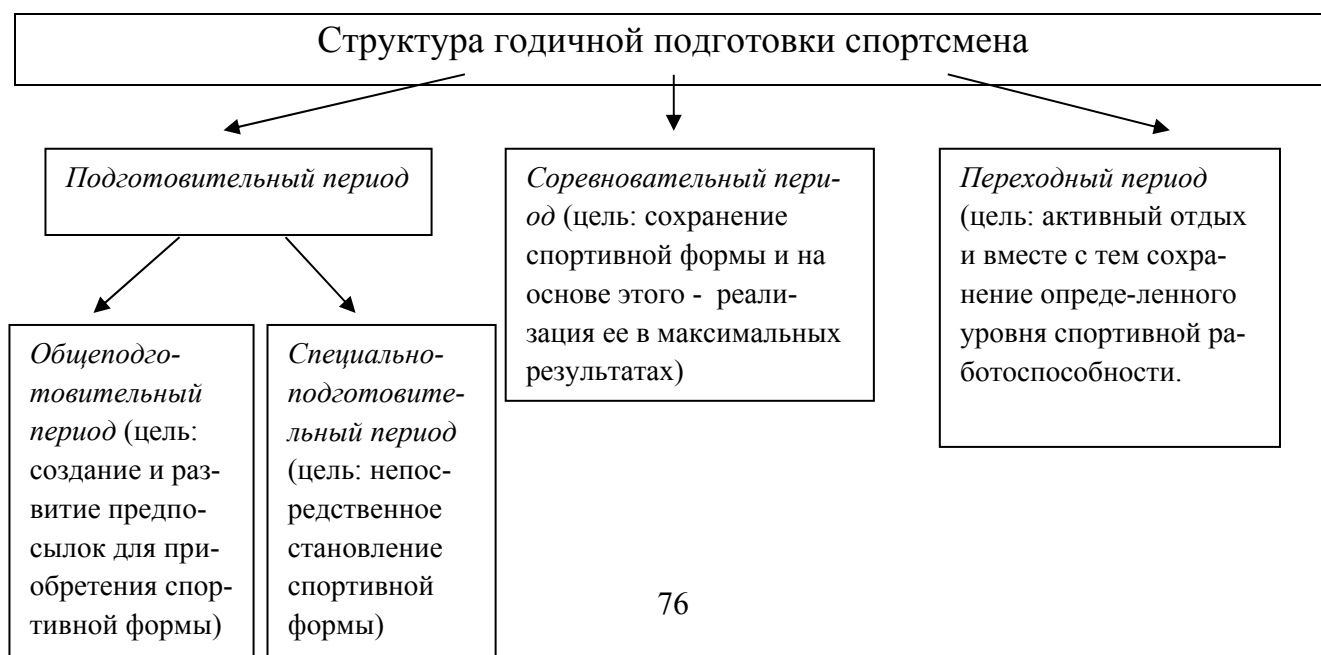 Структура годичной подготовки спортсмена
Подготовительный период
Соревновательный пери-
од (цель: сохранение
спортивной формы и на
основе этого - реали-
зация ее в максимальных
результатах)
Переходный период
(цель: активный отдых
и вместе с тем сохра-
нение опреде-ленного
уровня спортивной ра-
ботоспособности.
Общеподго-
товительный
период (цель:
создание и раз-
витие предпо-
сылок для при-
обретения спор-
тивной формы)
Специально-
подготовите-
льный период
(цель: непос-
редственное
становление
спортивной
формы)
76